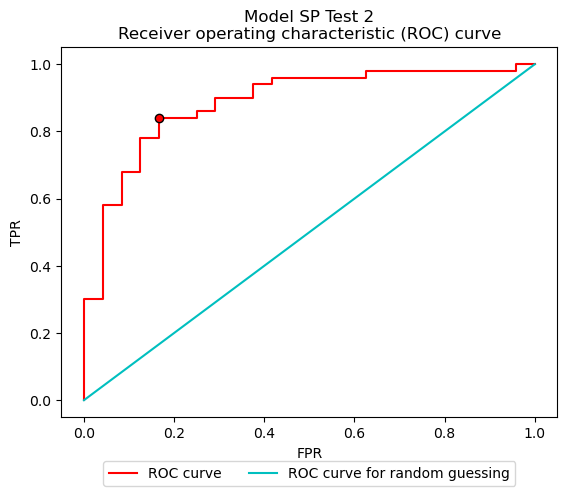 Model SP Test 2
Receiver operating characteristic (ROC) curve
1.0
0.8
0.6
0.4
0.2
0.0
TPR
0.0 0.2 0.4 0.6 0.8 1.0
FPR
ROC curve ROC curve for random guessing